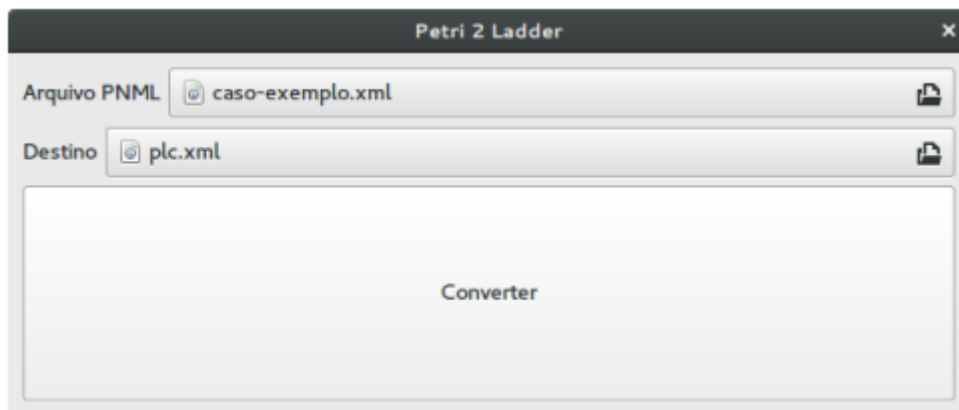 Petri 2 Ladder
Arquivo PNML caso-exemplo.xml
Destino plc.xml
Converter